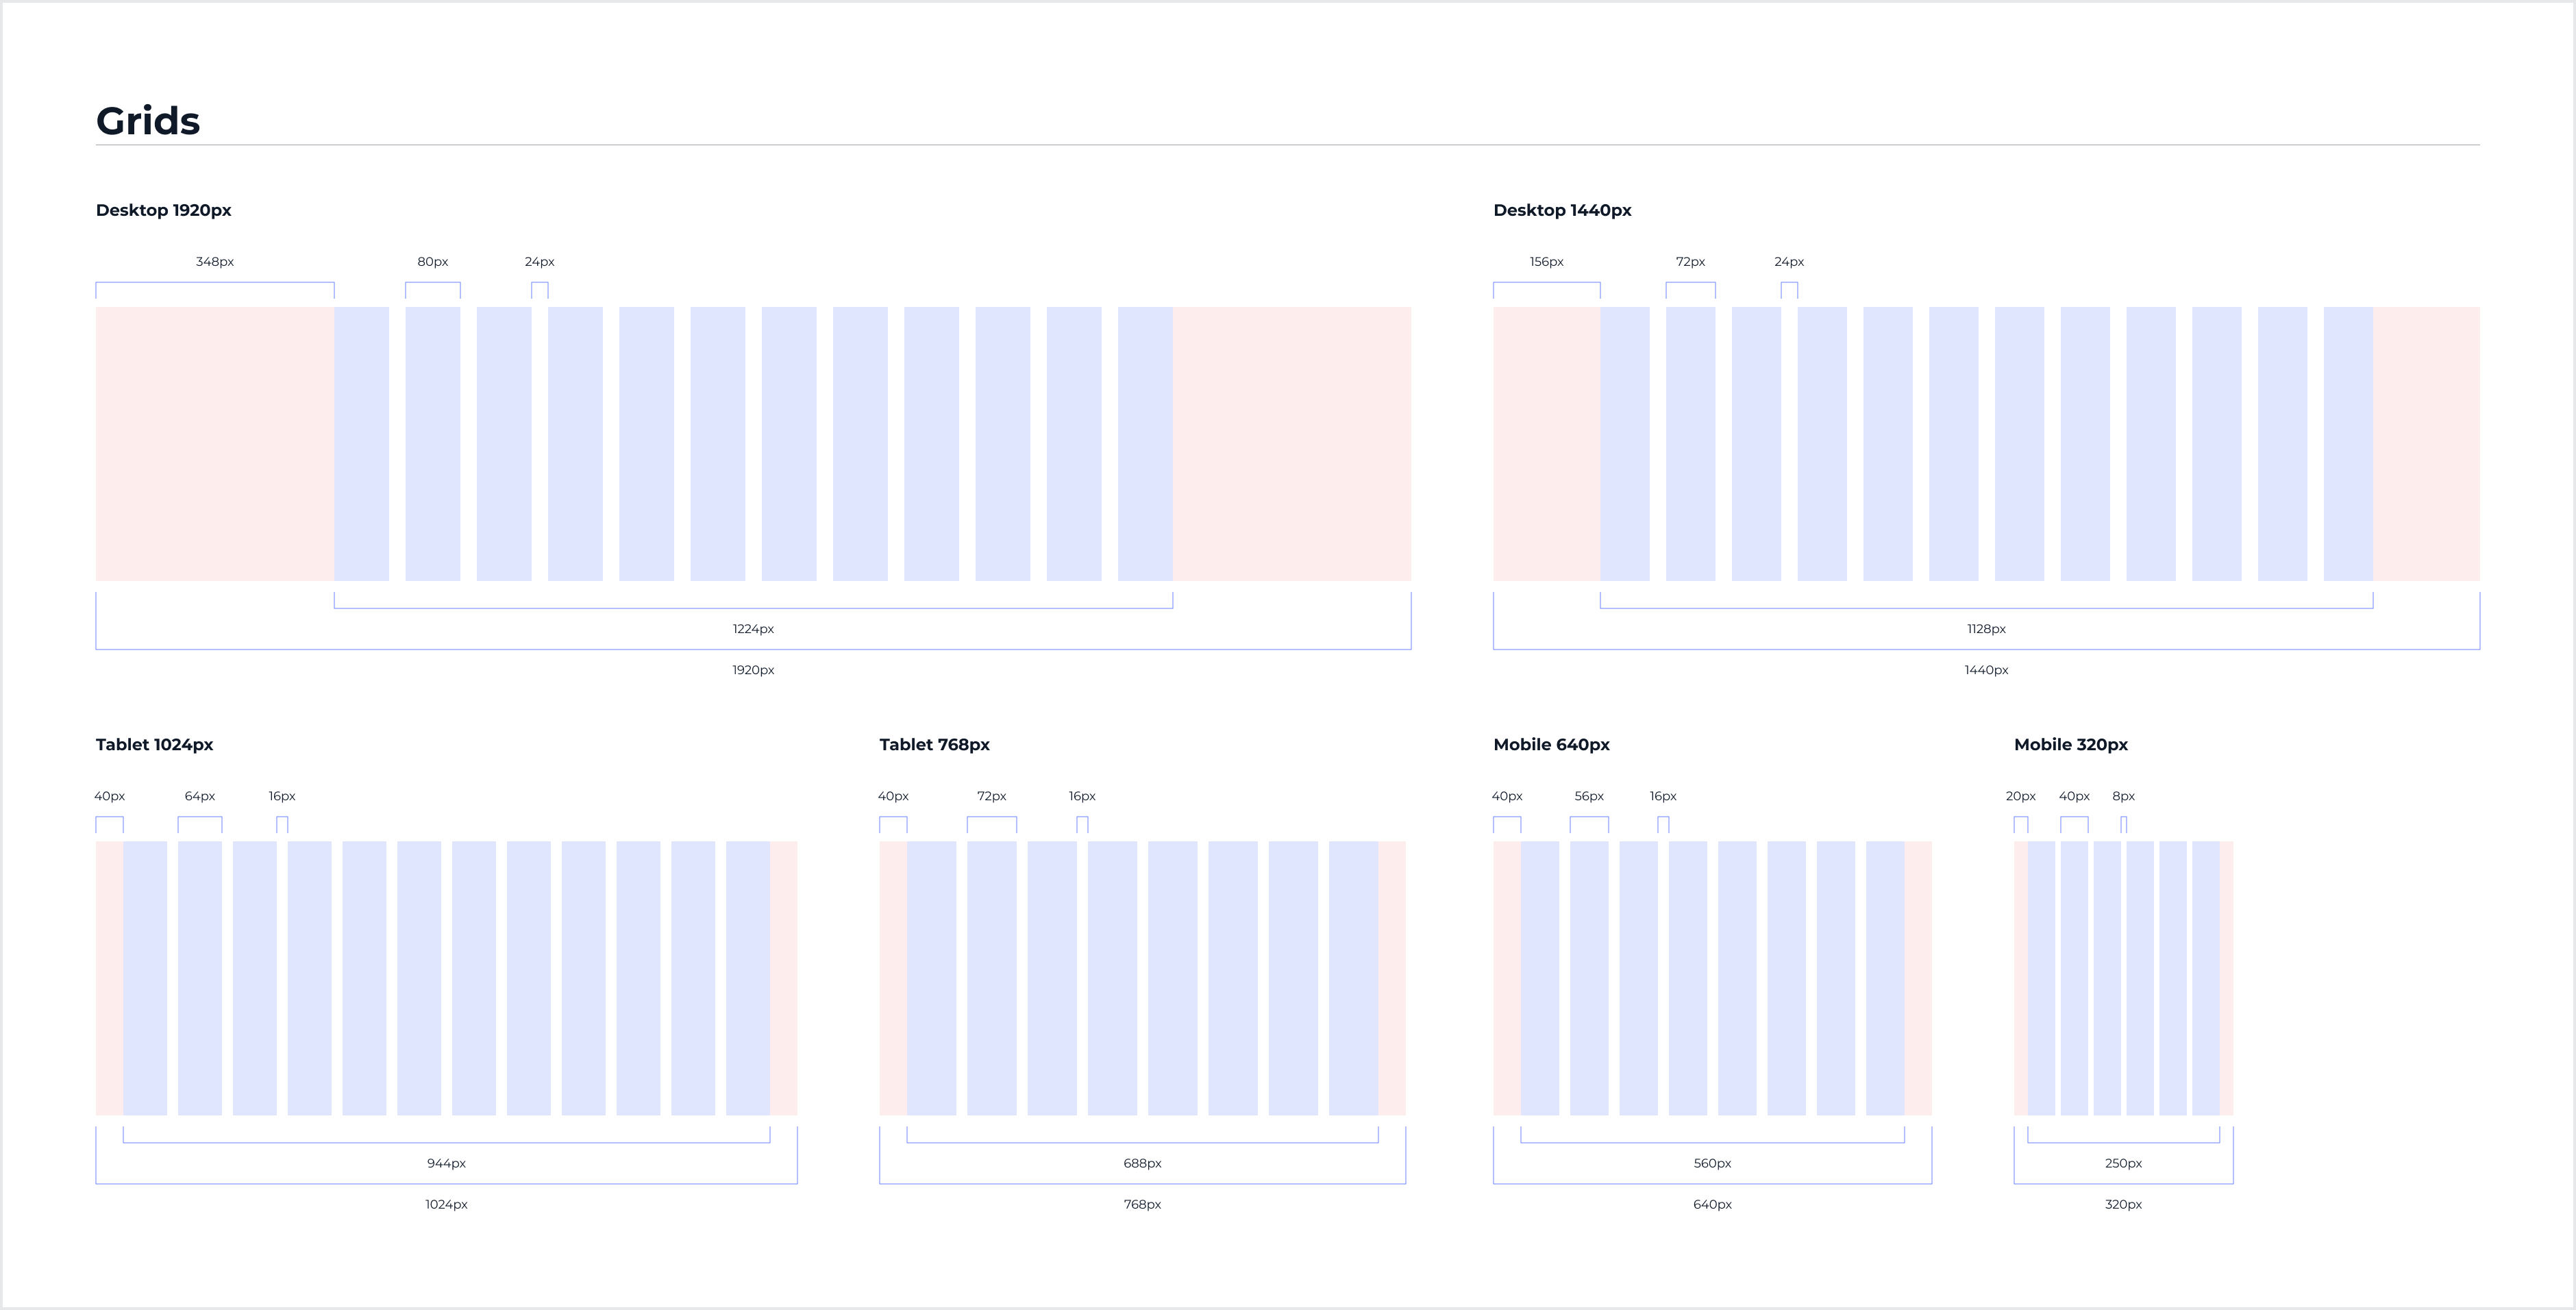 Grids
Desktop 1920px
348px
80px
24px
1224px
1920px
Desktop 1440px
156px
72px
24px
1128px
1440px
Tablet 1024px
40px
64px
16px
944px
1024px
Tablet 768px
40px
72px
16px
688px
768px
Mobile 640px
40px
56px
16px
560px
640px
Mobile 320px
20px
40px
8px
250px
320px